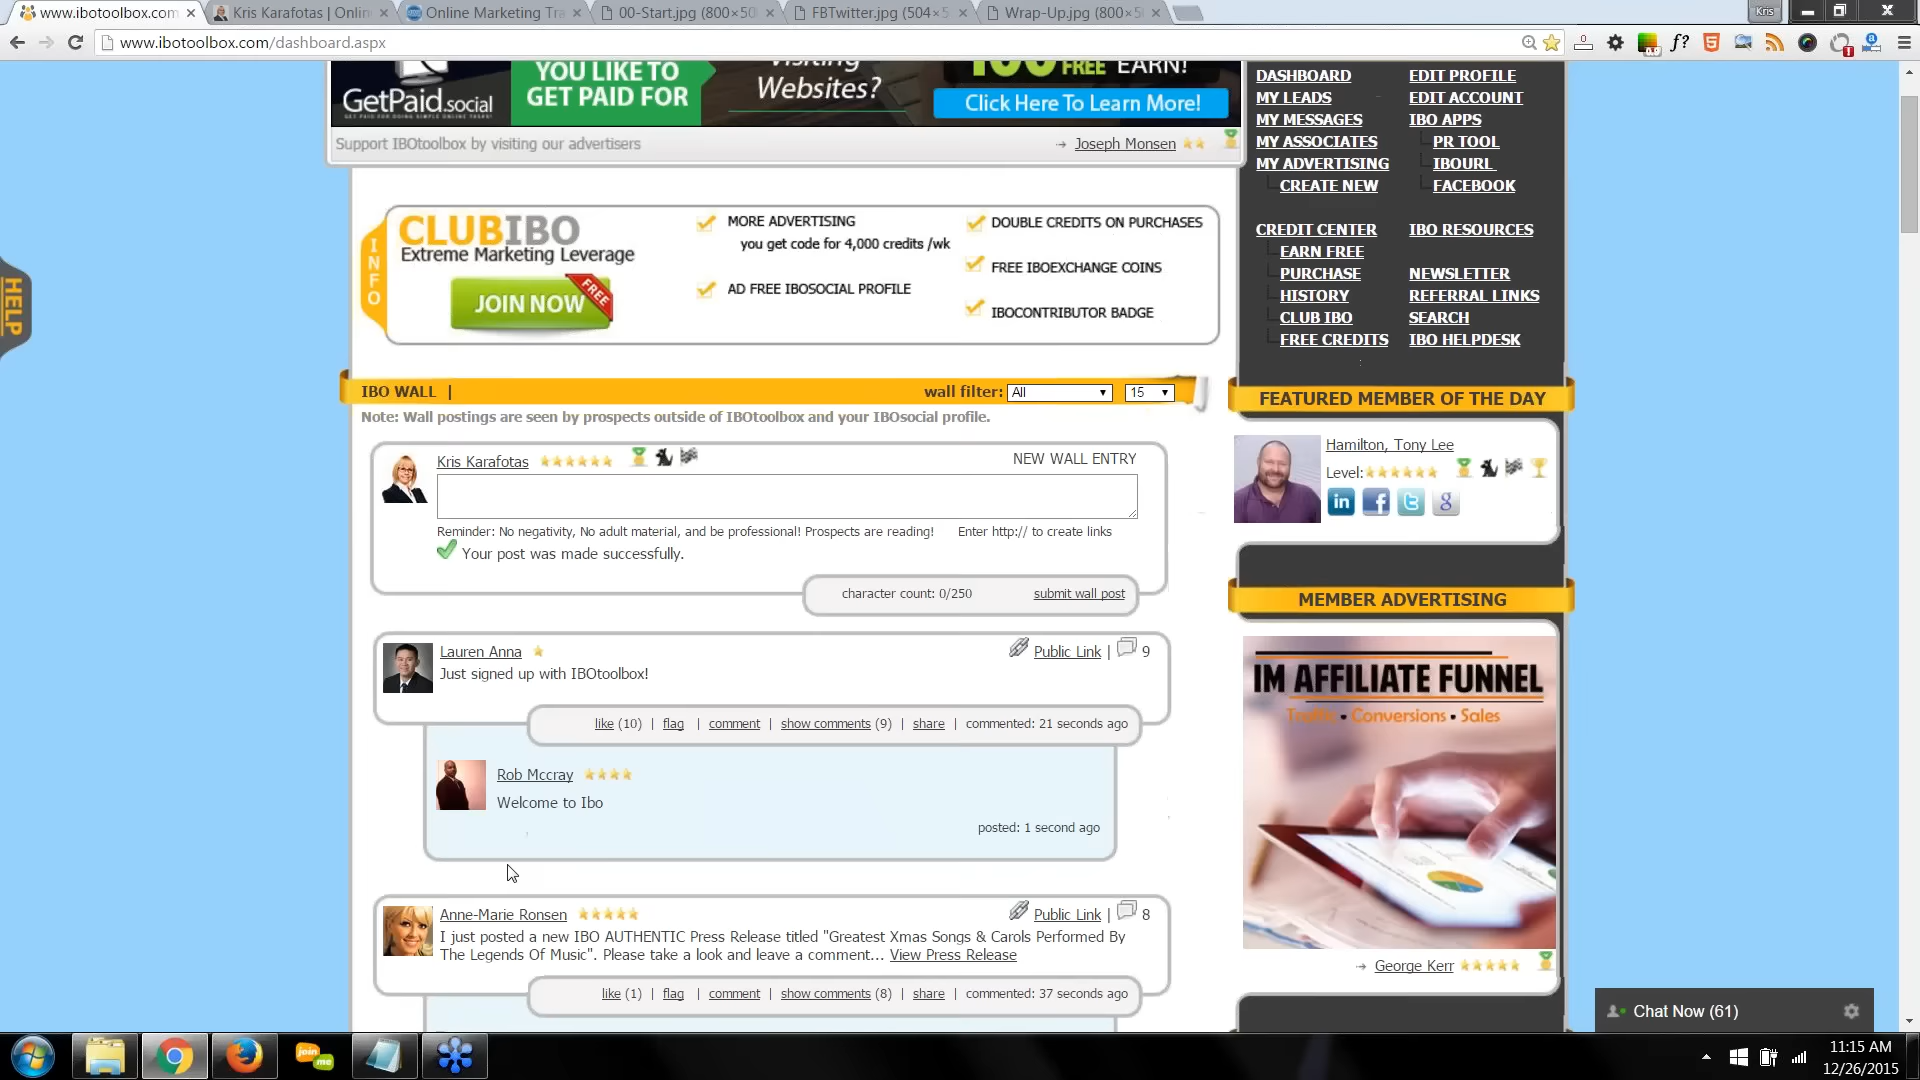 www.ibotoolbox.com
Kris Karafotas | Onlin
Online Marketing Tra
00-Start.jpg (800×50
FBTwitter.jpg (504×5
Wrap-Up.jpg (800×5
Kris
www.ibotoolbox.com/dashboard.aspx
GetPaid.social
YOU LIKE TO
GET PAID FOR
Visiting
Websites?
100 FREE EARN!
Click Here To Learn More!
Support IBOtoolbox by visiting our advertisers
Joseph Monsen
DASHBOARD
MY LEADS
MY MESSAGES
MY ASSOCIATES
MY ADVERTISING
CREATE NEW
EDIT PROFILE
EDIT ACCOUNT
IBO APPS
PR TOOL
IBOURL
FACEBOOK
CREDIT CENTER
EARN FREE
PURCHASE
HISTORY
CLUB IBO
FREE CREDITS
IBO RESOURCES
NEWSLETTER
REFERRAL LINKS
SEARCH
IBO HELPDESK
HELP
INFO
CLUBIBO
Extreme Marketing Leverage
JOIN NOW
FREE
MORE ADVERTISING
you get code for 4,000 credits /wk
AD FREE IBOSOCIAL PROFILE
DOUBLE CREDITS ON PURCHASES
FREE IBOEXCHANGE COINS
IBOCONTRIBUTOR BADGE
IBO WALL |
wall filter: All 15
Note: Wall postings are seen by prospects outside of IBOtoolbox and your IBOsocial profile.
Kris Karafotas
NEW WALL ENTRY
Reminder: No negativity, No adult material, and be professional! Prospects are reading! Enter http:// to create links
Your post was made successfully.
character count: 0/250 submit wall post
Lauren Anna
Public Link | 9
Just signed up with IBOtoolbox!
like (10) | flag | comment | show comments (9) | share | commented: 21 seconds ago
Rob Mccray
Welcome to Ibo
posted: 1 second ago
Anne-Marie Ronsen
Public Link | 8
I just posted a new IBO AUTHENTIC Press Release titled "Greatest Xmas Songs & Carols Performed By
The Legends Of Music". Please take a look and leave a comment... View Press Release
like (1) | flag | comment | show comments (8) | share | commented: 37 seconds ago
FEATURED MEMBER OF THE DAY
Hamilton, Tony Lee
Level:
MEMBER ADVERTISING
IM AFFILIATE FUNNEL
Traffic • Conversions • Sales
George Kerr
Chat Now (61)
join me
11:15 AM
12/26/2015